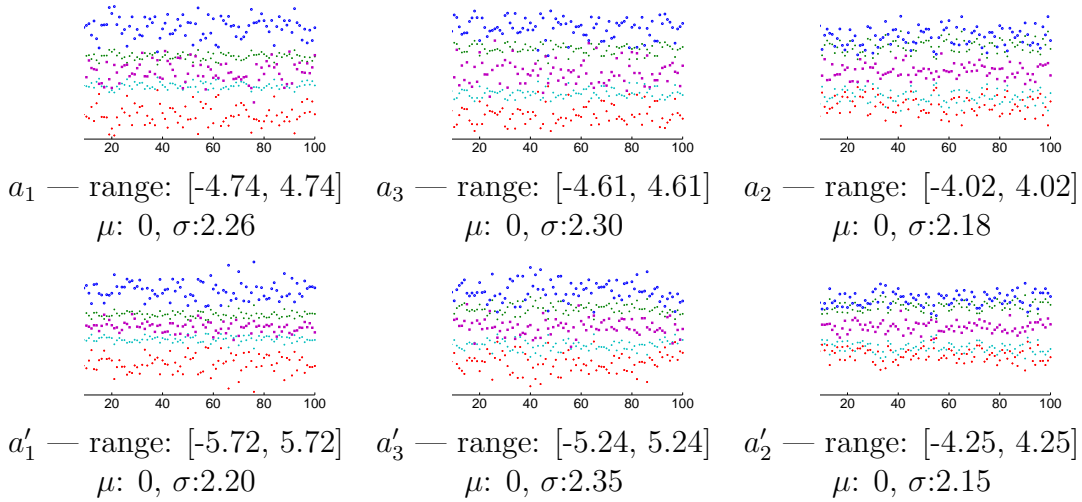 20 40 60 80 100 20 40 60 80 100 20 40 60 80 100
a₁ — range: [-4.74, 4.74] a₃ — range: [-4.61, 4.61] a₂ — range: [-4.02, 4.02]
μ: 0, σ:2.26 μ: 0, σ:2.30 μ: 0, σ:2.18
20 40 60 80 100 20 40 60 80 100 20 40 60 80 100
a′₁ — range: [-5.72, 5.72] a′₃ — range: [-5.24, 5.24] a′₂ — range: [-4.25, 4.25]
μ: 0, σ:2.20 μ: 0, σ:2.35 μ: 0, σ:2.15